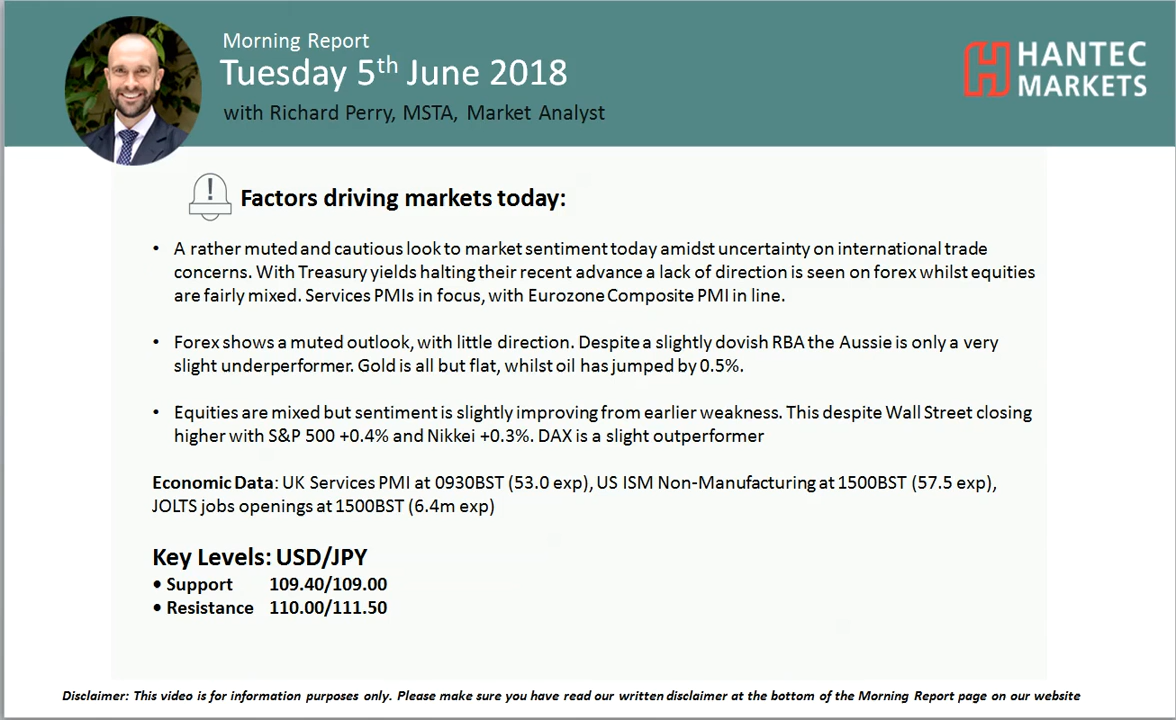 Morning Report
Tuesday 5th June 2018
with Richard Perry, MSTA, Market Analyst
HANTEC
MARKETS
Factors driving markets today:
• A rather muted and cautious look to market sentiment today amidst uncertainty on international trade
concerns. With Treasury yields halting their recent advance a lack of direction is seen on forex whilst equities
are fairly mixed. Services PMIs in focus, with Eurozone Composite PMI in line.
• Forex shows a muted outlook, with little direction. Despite a slightly dovish RBA the Aussie is only a very
slight underperformer. Gold is all but flat, whilst oil has jumped by 0.5%.
• Equities are mixed but sentiment is slightly improving from earlier weakness. This despite Wall Street closing
higher with S&P 500 +0.4% and Nikkei +0.3%. DAX is a slight outperformer
Economic Data: UK Services PMI at 0930BST (53.0 exp), US ISM Non-Manufacturing at 1500BST (57.5 exp),
JOLTS jobs openings at 1500BST (6.4m exp)
Key Levels: USD/JPY
• Support 109.40/109.00
• Resistance 110.00/111.50
Disclaimer: This video is for information purposes only. Please make sure you have read our written disclaimer at the bottom of the Morning Report page on our website